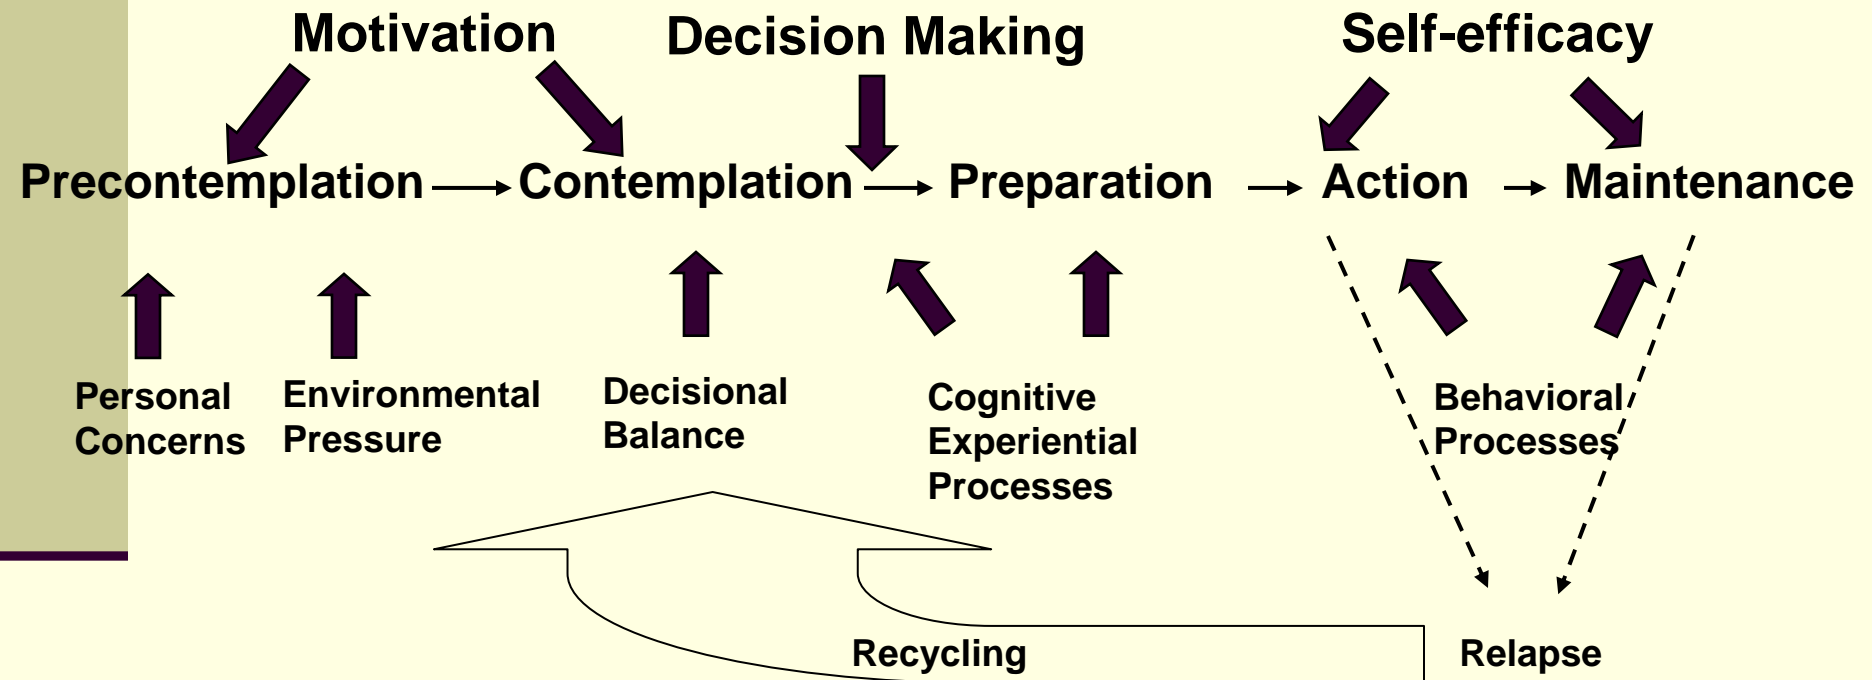 Motivation
Decision Making
Self-efficacy
Precontemplation
Contemplation
Preparation
Action
Maintenance
Personal
Concerns
Environmental
Pressure
Decisional
Balance
Cognitive
Experiential
Processes
Behavioral
Processes
Recycling
Relapse